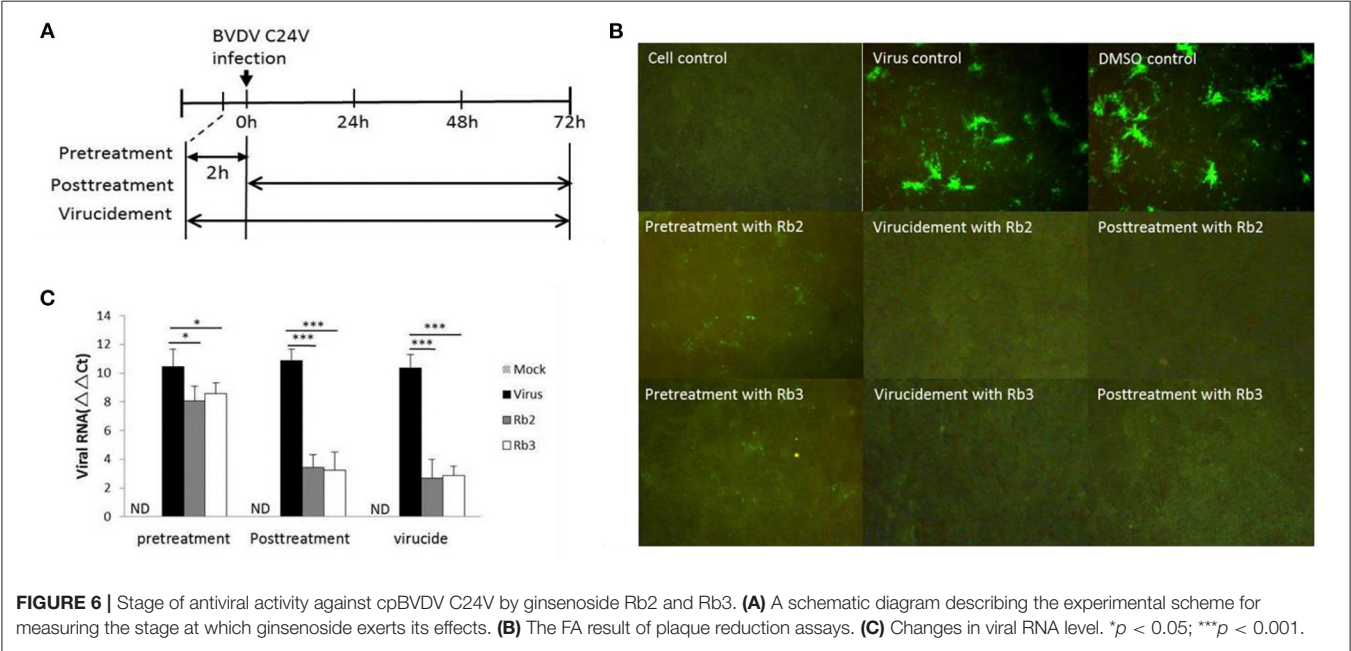 A
BVDV C24V
infection
0h
24h
48h
72h
Pretreatment
2h
Posttreatment
Virucidement
B
Cell control
Virus control
DMSO control
Pretreatment with Rb2
Virucidement with Rb2
Posttreatment with Rb2
Pretreatment with Rb3
Virucidement with Rb3
Posttreatment with Rb3
C
Viral RNA(△△Ct)
14
12
10
8
6
4
2
0
*
*
***
***
***
***
ND
ND
ND
pretreatment
Posttreatment
virucide
Mock
Virus
Rb2
Rb3
FIGURE 6 | Stage of antiviral activity against cpBVDV C24V by ginsenoside Rb2 and Rb3. (A) A schematic diagram describing the experimental scheme for
measuring the stage at which ginsenoside exerts its effects. (B) The FA result of plaque reduction assays. (C) Changes in viral RNA level. *p < 0.05; ***p < 0.001.